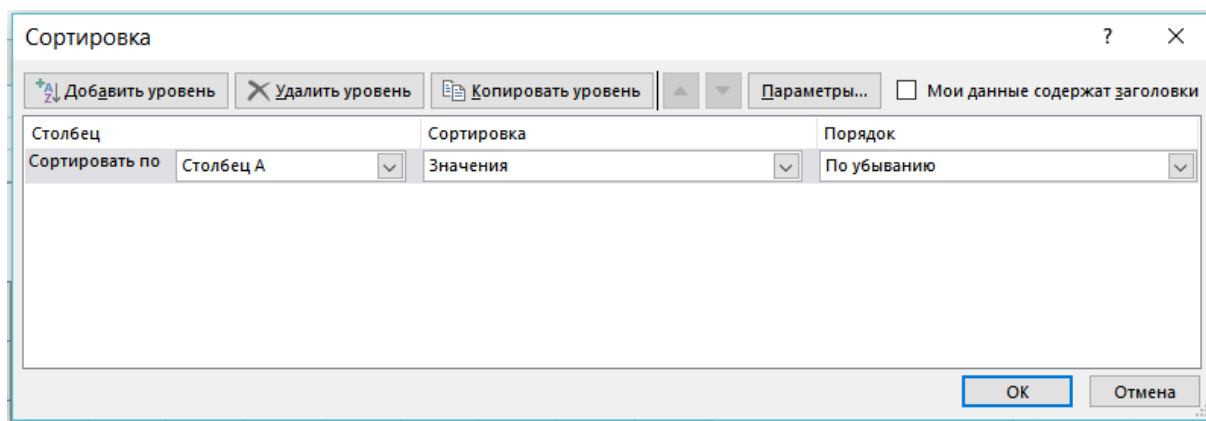 Сортировка ?
Добавить уровень Удалить уровень Копировать уровень Параметры... Мои данные содержат заголовки
Столбец Сортировка Порядок
Сортировать по Столбец A Значения По убыванию
ОК Отмена